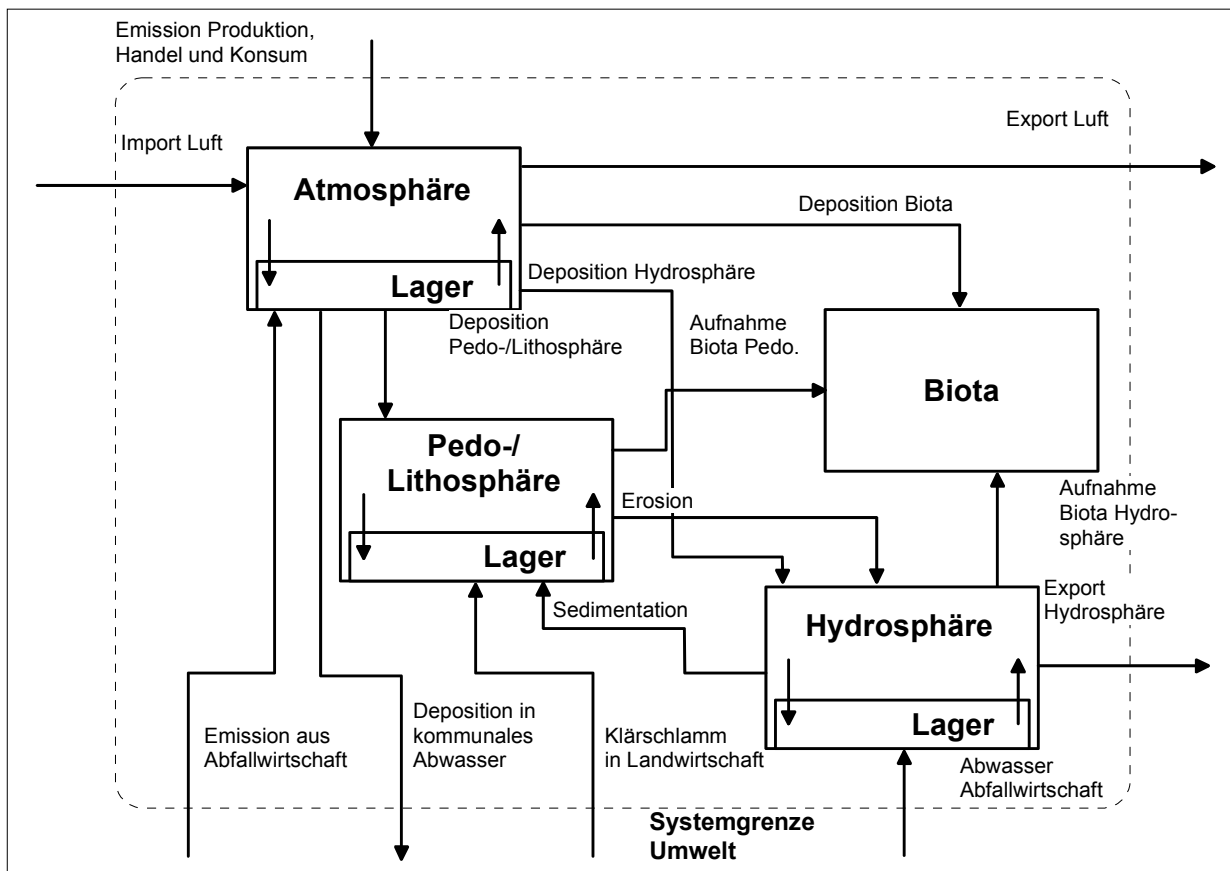 Emission Produktion,
Handel und Konsum
Import Luft
Export Luft
Atmosphäre
Deposition Biota
Deposition Hydrosphäre
Lager
Deposition
Pedo-/Lithosphäre
Aufnahme
Biota Pedo.
Biota
Pedo-/
Lithosphäre
Erosion
Aufnahme
Biota Hydro-
sphäre
Lager
Sedimentation
Export
Hydrosphäre
Hydrosphäre
Emission aus
Abfallwirtschaft
Deposition in
kommunales
Abwasser
Klärschlamm
in Landwirtschaft
Lager
Abwasser
Abfallwirtschaft
Systemgrenze
Umwelt